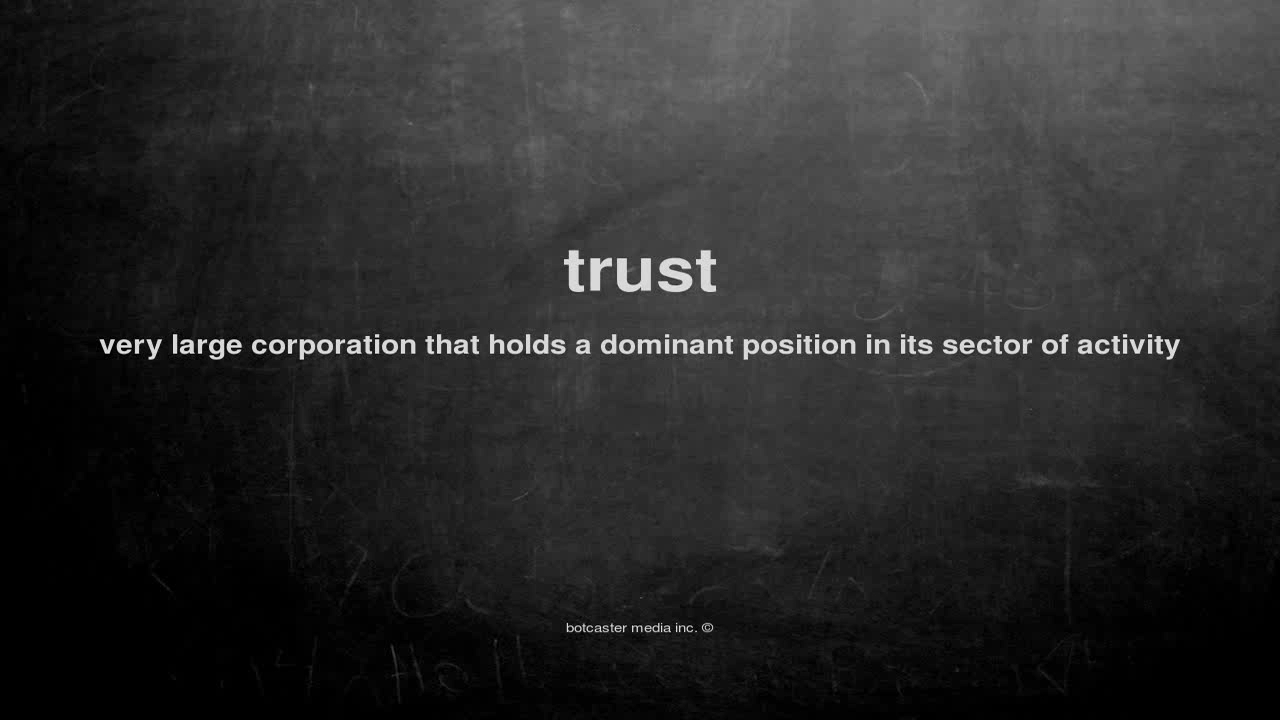 trust
very large corporation that holds a dominant position in its sector of activity
botcaster media inc. ©